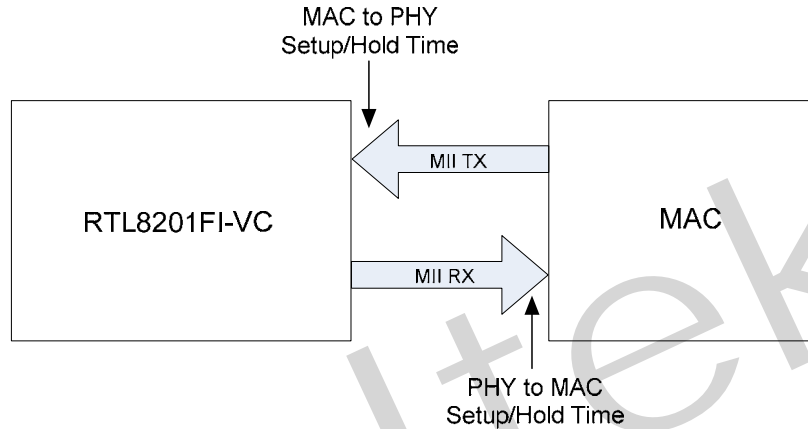 MAC to PHY
Setup/Hold Time
RTL8201FI-VC
MII TX
MAC
MII RX
PHY to MAC
Setup/Hold Time